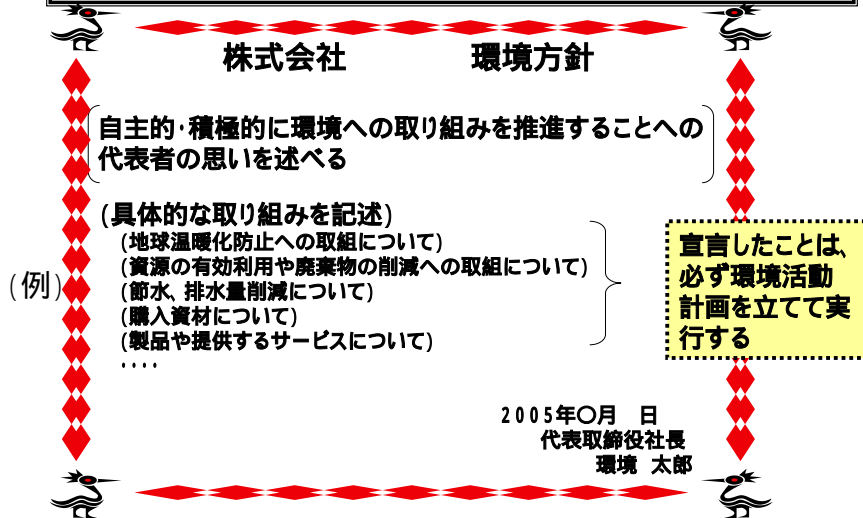 株式会社　　　　環境方針
自主的・積極的に環境への取り組みを推進することへの
代表者の思いを述べる
(具体的な取り組みを記述)
(地球温暖化防止への取組について)
(資源の有効利用や廃棄物の削減への取組について)
(例)
(節水、排水量削減について)
(購入資材について)
(製品や提供するサービスについて)
････
宣言したことは、
必ず環境活動
計画を立てて実
行する
2005年〇月　日
代表取締役社長
環境 太郎